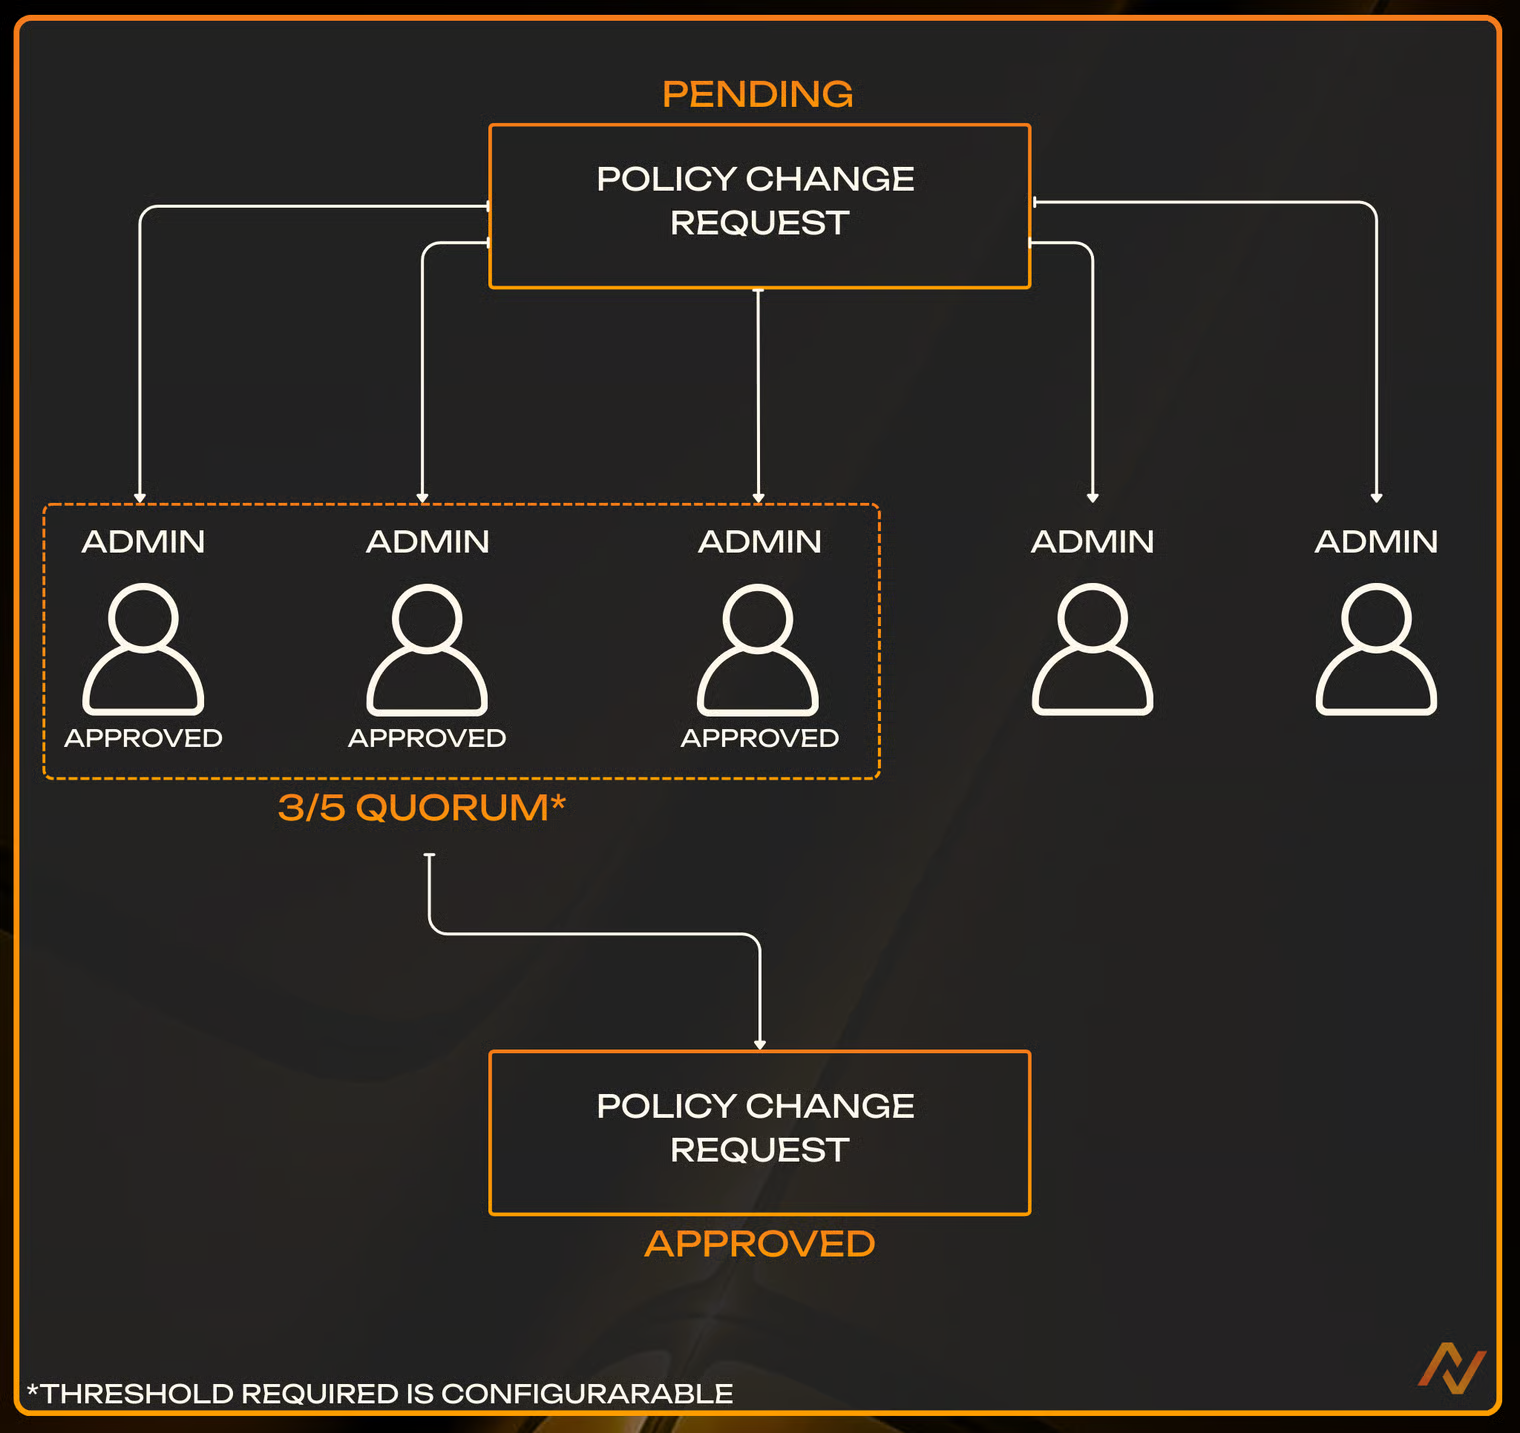 PENDING
POLICY CHANGE
REQUEST
ADMIN
ADMIN
ADMIN
ADMIN
ADMIN
APPROVED
APPROVED
APPROVED
3/5 QUORUM*
POLICY CHANGE
REQUEST
APPROVED
*THRESHOLD REQUIRED IS CONFIGURARABLE